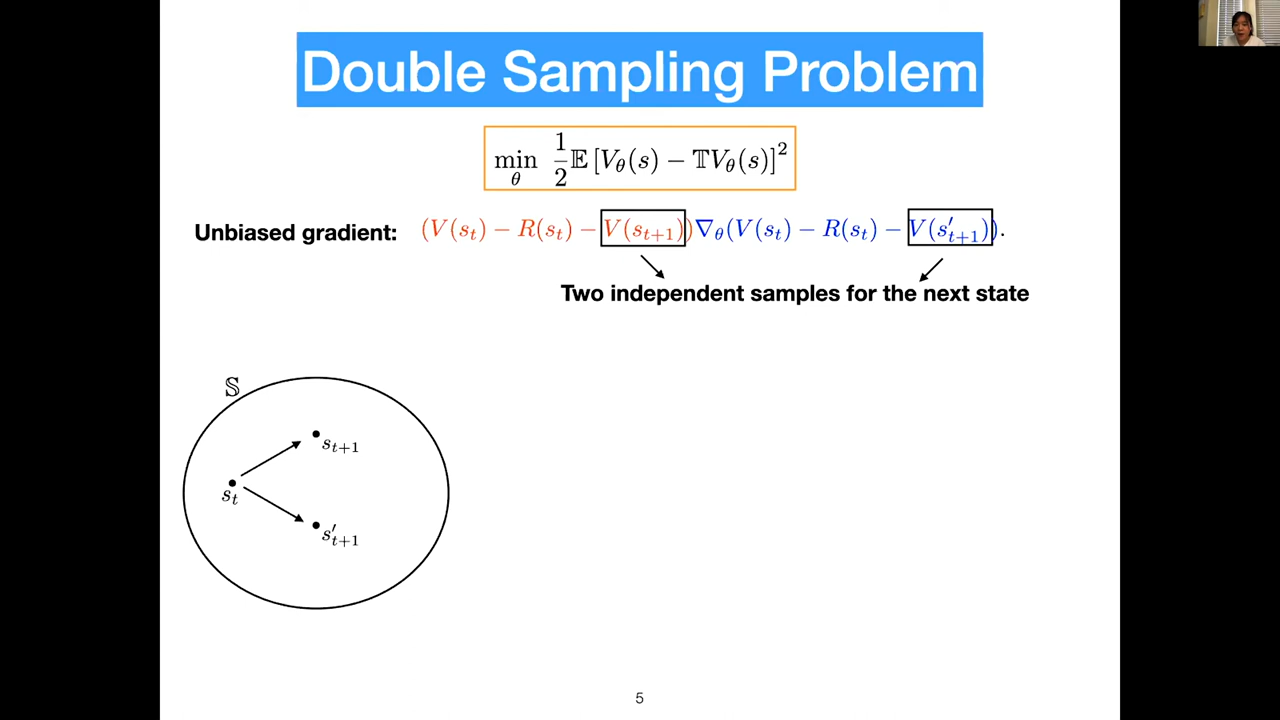 Double Sampling Problem
min_θ 1/2 𝔼 [V_θ(s) − 𝕋V_θ(s)]^2
Unbiased gradient: (V(s_t) − R(s_t) − V(s_{t+1}))∇_θ(V(s_t) − R(s_t) − V(s′_{t+1})).
Two independent samples for the next state
𝕊
s_{t+1}
s_t
s′_{t+1}
5